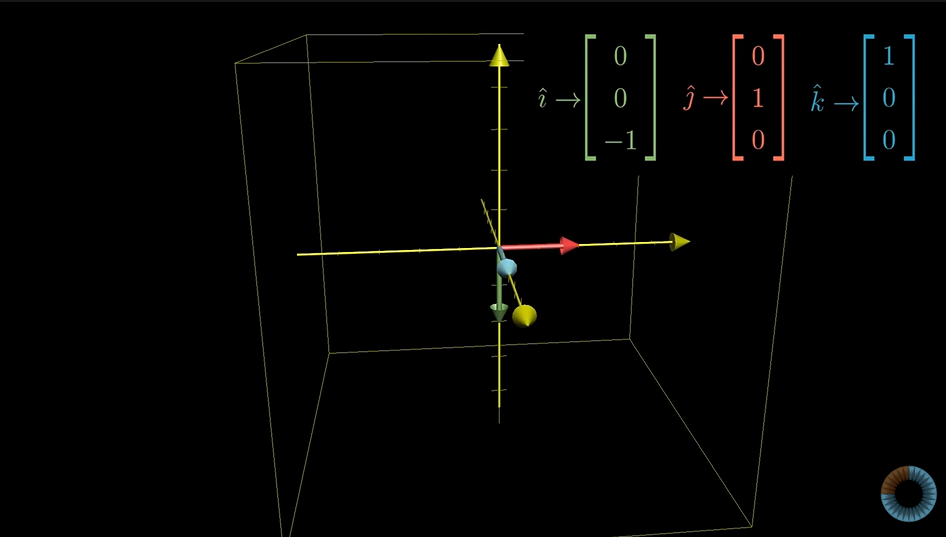 î → [0 0 −1] ĵ → [0 1 0] k̂ → [1 0 0]